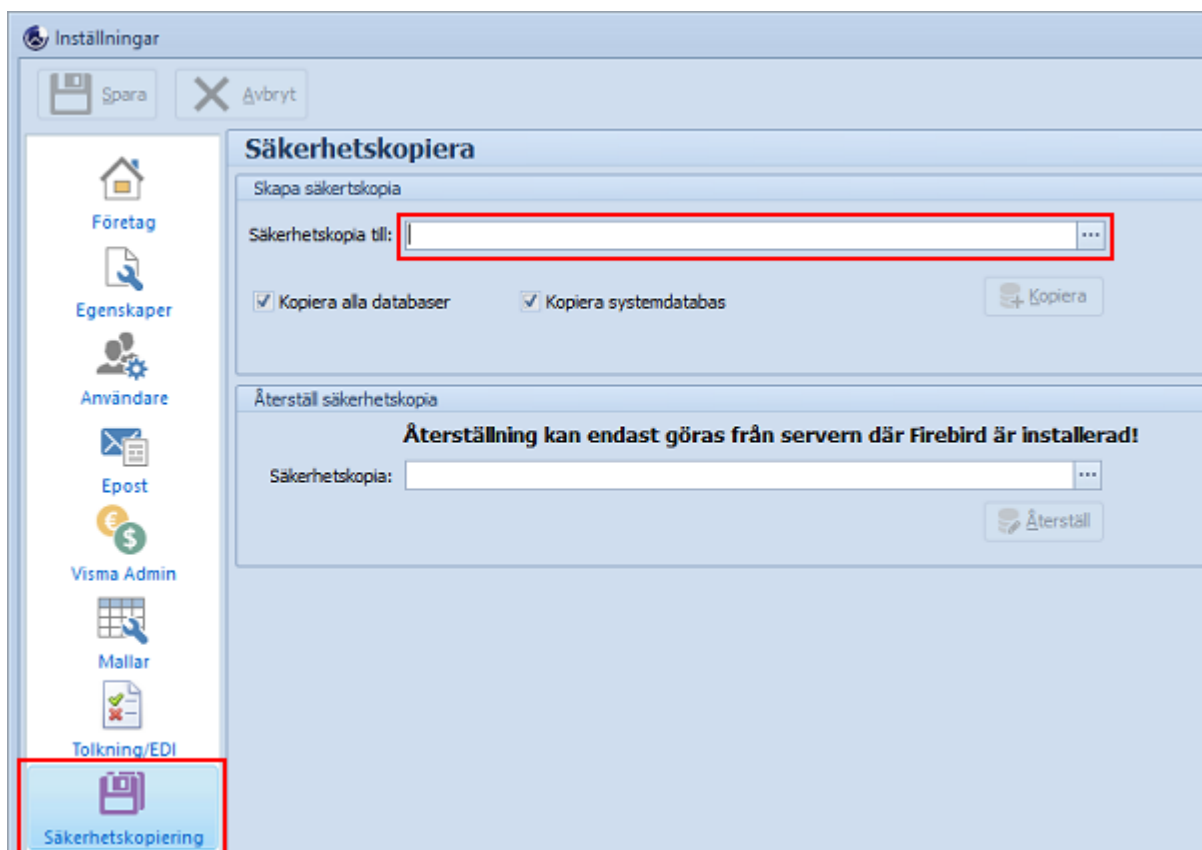 Inställningar
Spara Avbryt
Säkerhetskopiera
Skapa säkertskopia
Företag
Säkerhetskopia till: ...
Egenskaper
Kopiera alla databaser Kopiera systemdatabas Kopiera
Användare
Återställ säkerhetskopia
Återställning kan endast göras från servern där Firebird är installerad!
Säkerhetskopia: ...
Epost
Återställ
Visma Admin
Mallar
Tolkning/EDI
Säkerhetskopiering